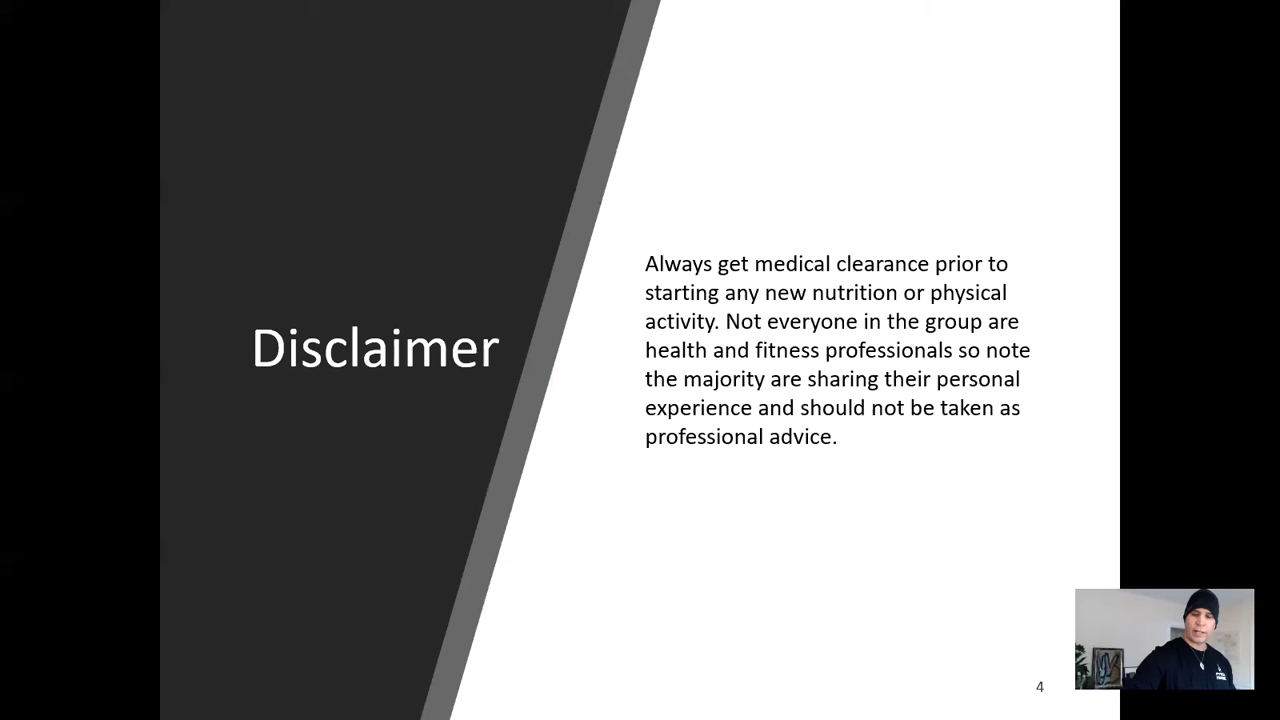 Disclaimer
Always get medical clearance prior to
starting any new nutrition or physical
activity. Not everyone in the group are
health and fitness professionals so note
the majority are sharing their personal
experience and should not be taken as
professional advice.
4